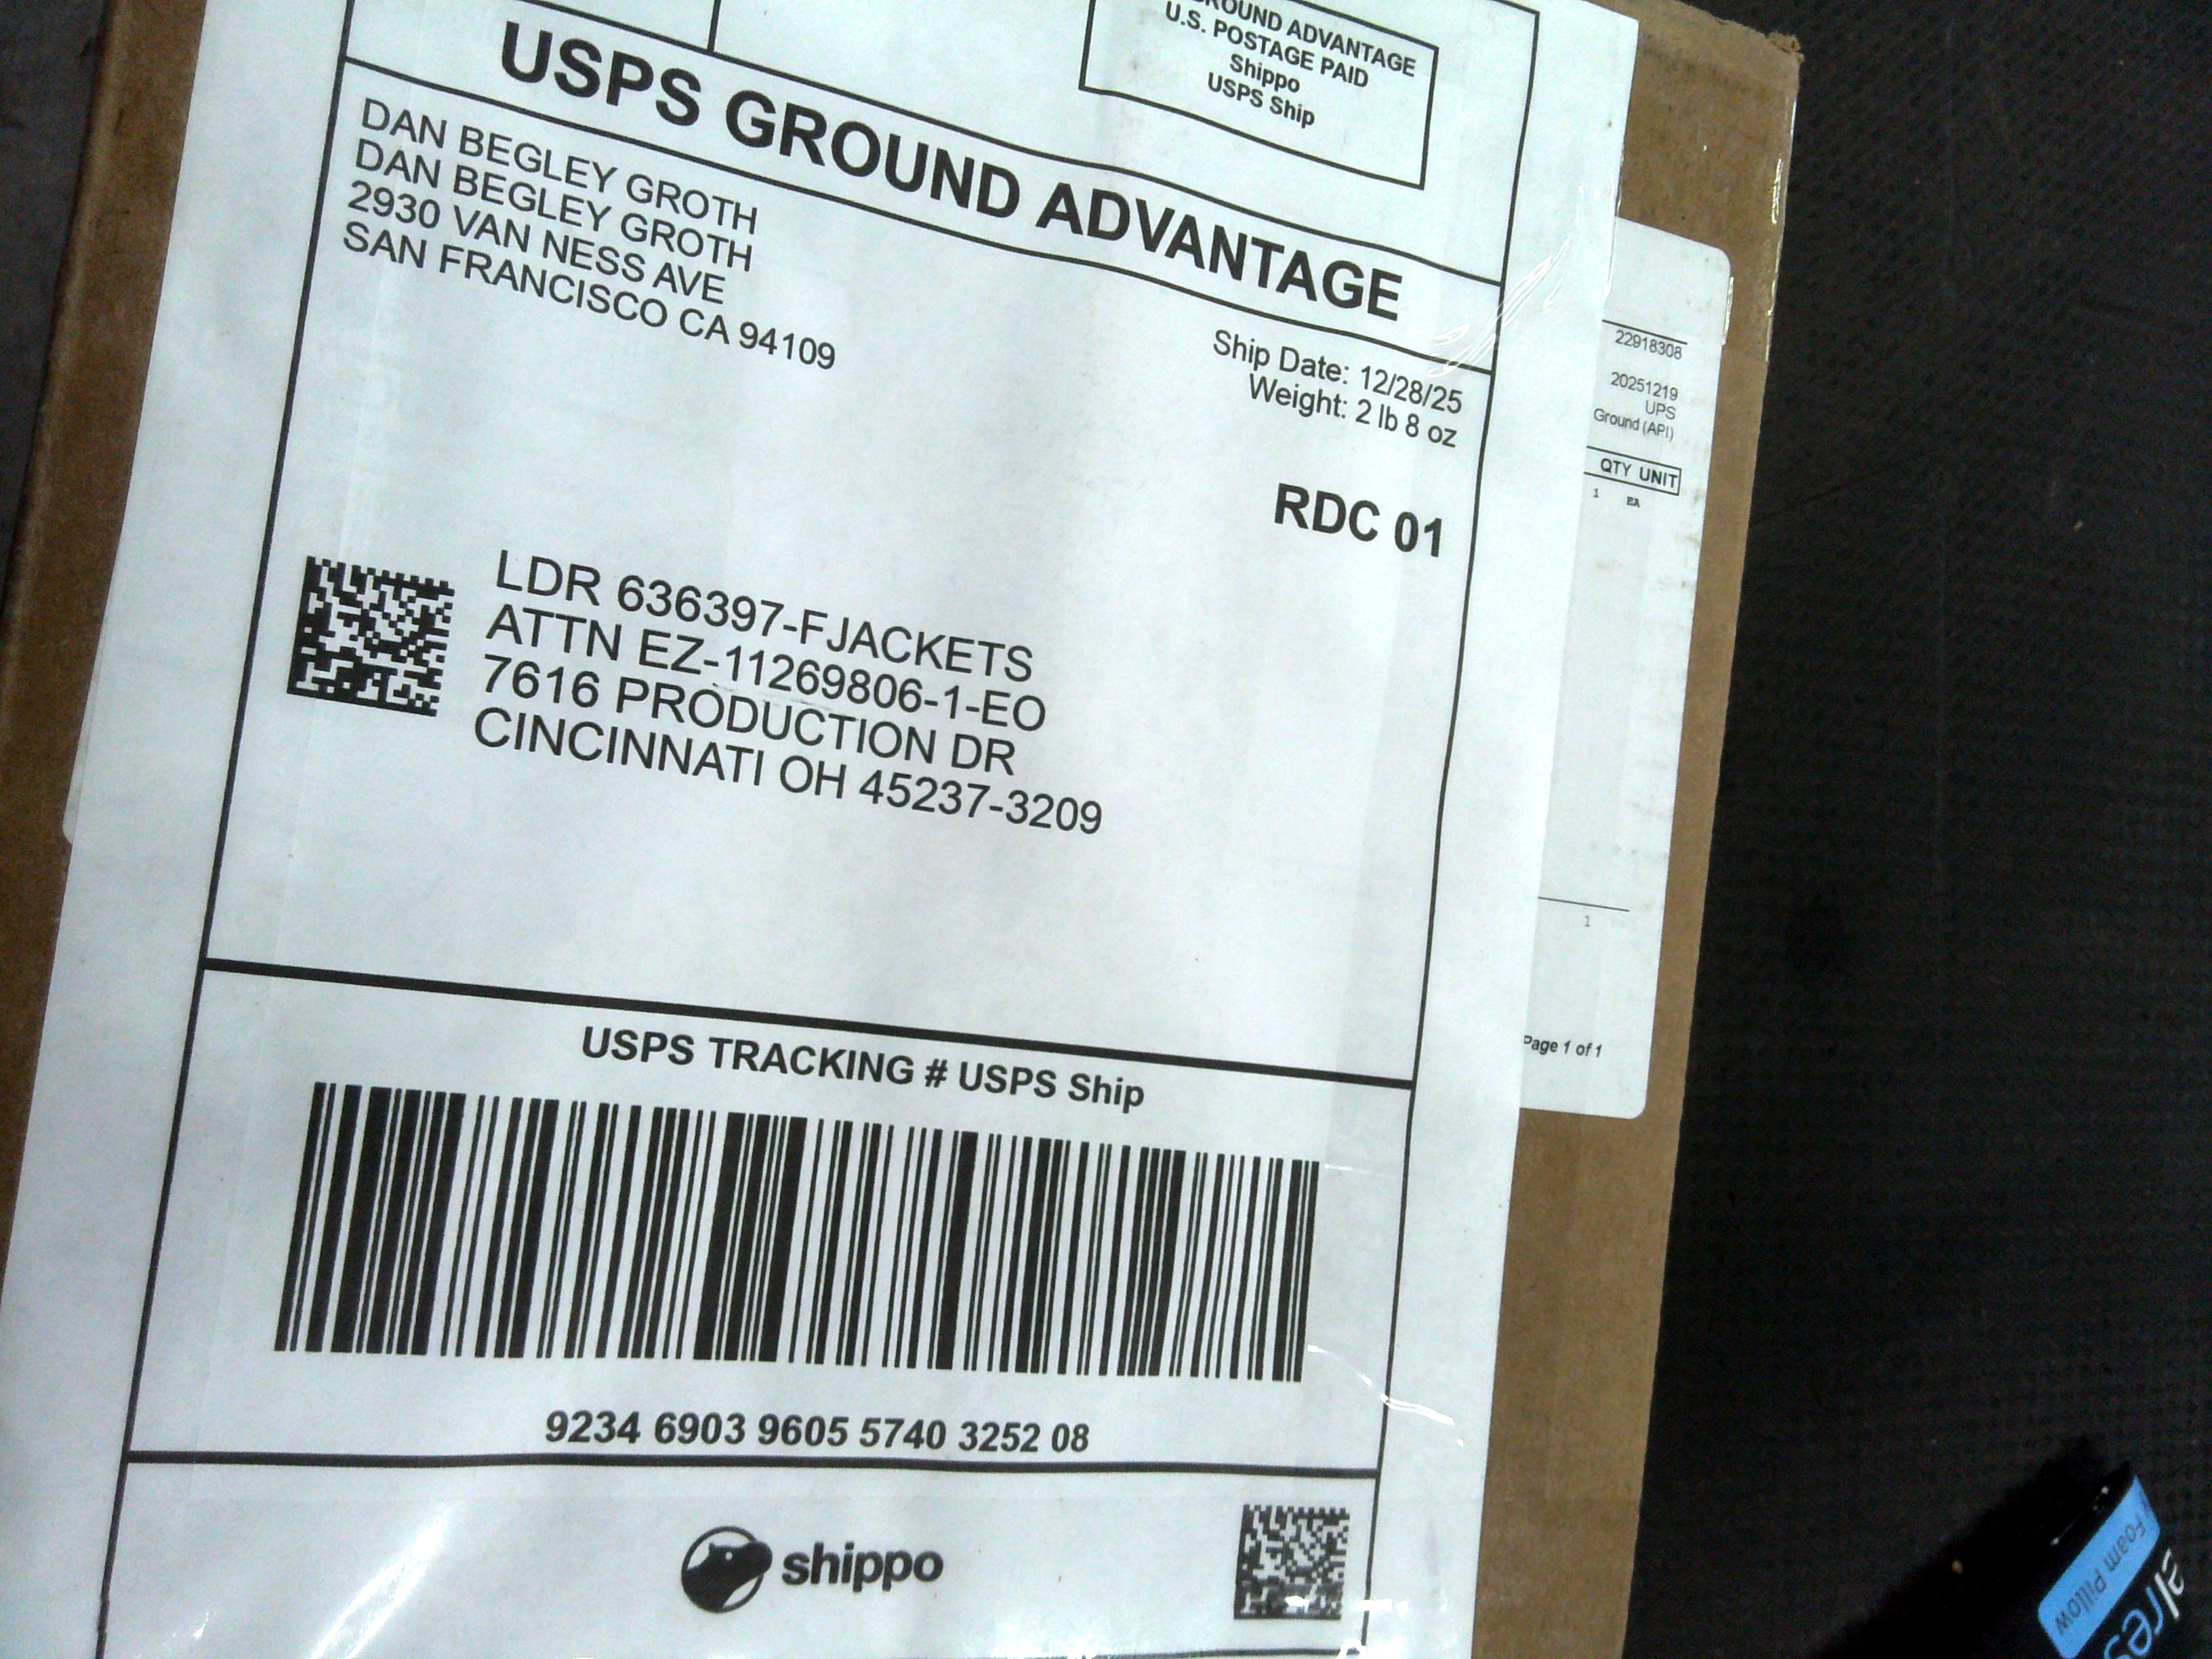 GROUND ADVANTAGE
U.S. POSTAGE PAID
Shippo
USPS Ship
USPS GROUND ADVANTAGE
DAN BEGLEY GROTH
DAN BEGLEY GROTH
2930 VAN NESS AVE
SAN FRANCISCO CA 94109
Ship Date: 12/28/25
Weight: 2 lb 8 oz
RDC 01
LDR 636397-FJACKETS
ATTN EZ-11269806-1-EO
7616 PRODUCTION DR
CINCINNATI OH 45237-3209
USPS TRACKING # USPS Ship
9234 6903 9605 5740 3252 08
shippo
22918308
20251219
UPS
Ground (API)
QTY UNIT
1 EA
1
Page 1 of 1
Foam Pillow